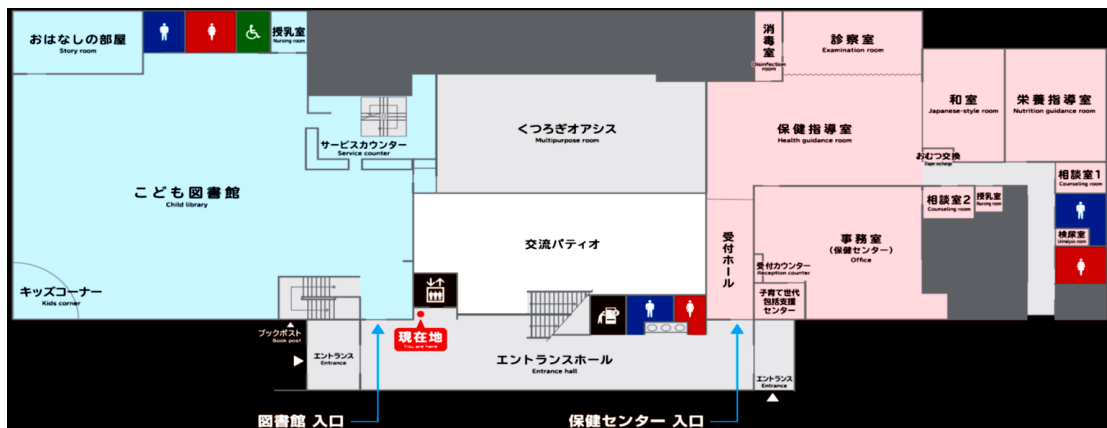 おはなしの部屋
Story room
授乳室
Nursing room
消毒室
Disinfection room
診察室
Examination room
和室
Japanese-style room
栄養指導室
Nutrition guidance room
くつろぎオアシス
Multipurpose room
保健指導室
Health guidance room
サービスカウンター
Service counter
おむつ交換
相談室1
Counseling room
こども図書館
Child library
相談室2
Counseling room
授乳室
Nursing room
検尿室
Urinalysis room
交流パティオ
受付ホール
事務室
(保健センター)
Office
受付カウンター
Reception counter
子育て世代
包括支援
センター
キッズコーナー
Kids corner
ブックポスト
Book post
現在地
You are here
エントランス
Entrance
エントランスホール
Entrance hall
エントランス
Entrance
図書館 入口
保健センター 入口